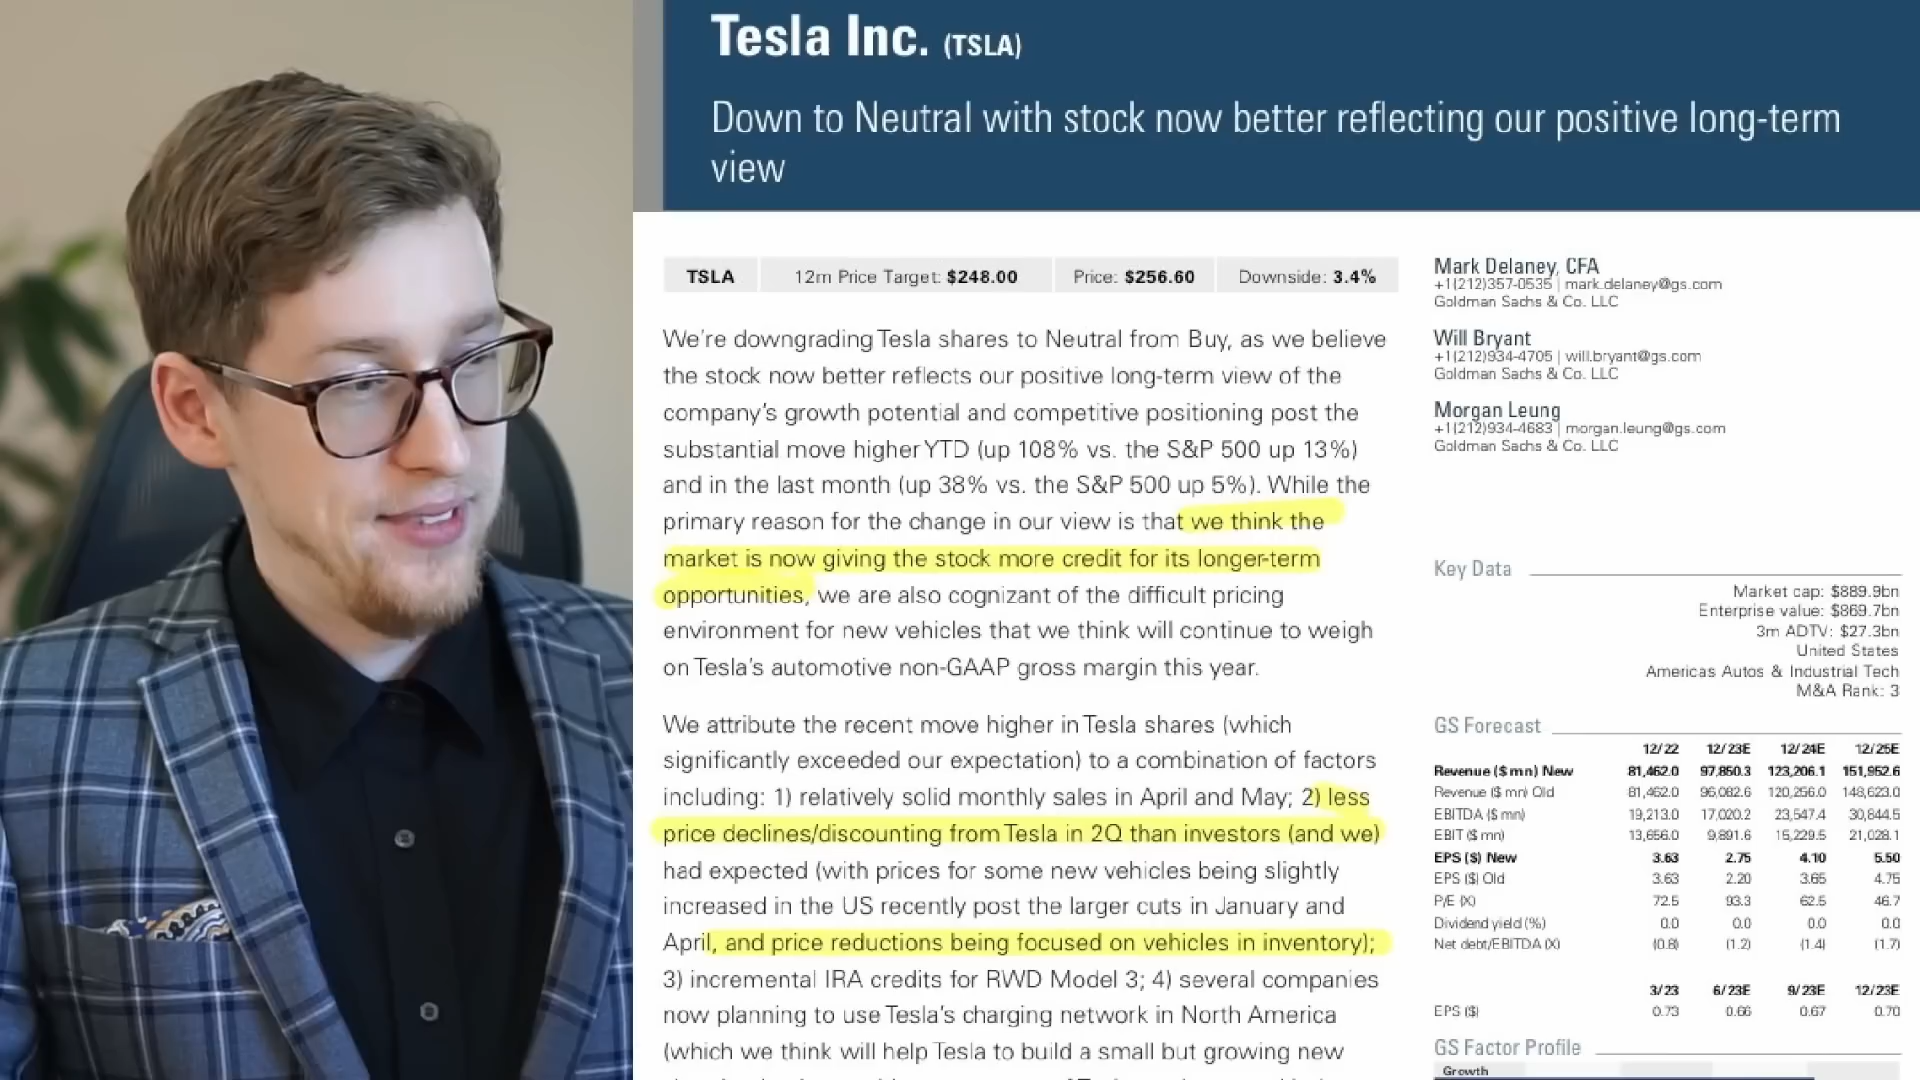 Tesla Inc. (TSLA)
Down to Neutral with stock now better reflecting our positive long-term
view
TSLA
12m Price Target: $248.00
Price: $256.60
Downside: 3.4%
We're downgrading Tesla shares to Neutral from Buy, as we believe
the stock now better reflects our positive long-term view of the
company's growth potential and competitive positioning post the
substantial move higher YTD (up 108% vs. the S&P 500 up 13%)
and in the last month (up 38% vs. the S&P 500 up 5%). While the
primary reason for the change in our view is that we think the
market is now giving the stock more credit for its longer-term
opportunities, we are also cognizant of the difficult pricing
environment for new vehicles that we think will continue to weigh
on Tesla's automotive non-GAAP gross margin this year.
We attribute the recent move higher in Tesla shares (which
significantly exceeded our expectation) to a combination of factors
including: 1) relatively solid monthly sales in April and May; 2) less
price declines/discounting from Tesla in 2Q than investors (and we)
had expected (with prices for some new vehicles being slightly
increased in the US recently post the larger cuts in January and
April, and price reductions being focused on vehicles in inventory);
3) incremental IRA credits for RWD Model 3; 4) several companies
now planning to use Tesla's charging network in North America
(which we think will help Tesla to build a small but growing new
Mark Delaney, CFA
+1(212)357-0535 | mark.delaney@gs.com
Goldman Sachs & Co. LLC
Will Bryant
+1(212)934-4705 | will.bryant@gs.com
Goldman Sachs & Co. LLC
Morgan Leung
+1(212)934-4683 | morgan.leung@gs.com
Goldman Sachs & Co. LLC
Key Data
Market cap: $889.9bn
Enterprise value: $869.7bn
3m ADTV: $27.3bn
United States
Americas Autos & Industrial Tech
M&A Rank: 3
GS Forecast
12/22 12/23E 12/24E 12/25E
Revenue ($ mn) New 81,462.0 97,850.3 123,206.1 151,952.6
Revenue ($ mn) Old 81,462.0 96,082.6 120,256.0 148,623.0
EBITDA ($ mn) 19,213.0 17,020.2 23,547.4 30,844.5
EBIT ($ mn) 13,656.0 9,891.6 15,229.5 21,028.1
EPS ($) New 3.63 2.75 4.10 5.50
EPS ($) Old 3.63 2.20 3.65 4.75
P/E (X) 72.5 93.3 62.5 46.7
Dividend yield (%) 0.0 0.0 0.0 0.0
Net debt/EBITDA (X) (0.8) (1.2) (1.4) (1.7)
3/23 6/23E 9/23E 12/23E
EPS ($) 0.73 0.66 0.67 0.70
GS Factor Profile
Growth